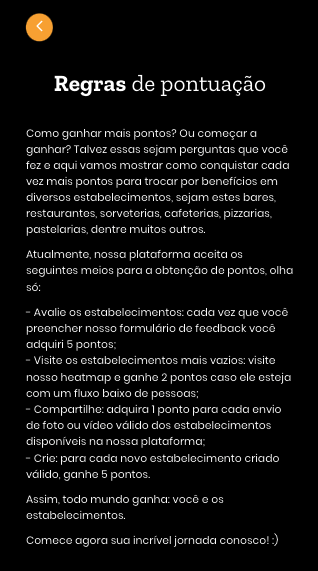 Regras de pontuação
Como ganhar mais pontos? Ou começar a
ganhar? Talvez essas sejam perguntas que você
fez e aqui vamos mostrar como conquistar cada
vez mais pontos para trocar por benefícios em
diversos estabelecimentos, sejam estes bares,
restaurantes, sorveterias, cafeterias, pizzarias,
pastelarias, dentre muitos outros.
Atualmente, nossa plataforma aceita os
seguintes meios para a obtenção de pontos, olha
só:
- Avalie os estabelecimentos: cada vez que você
preencher nosso formulário de feedback você
adquiri 5 pontos;
- Visite os estabelecimentos mais vazios: visite
nosso heatmap e ganhe 2 pontos caso ele esteja
com um fluxo baixo de pessoas;
- Compartilhe: adquira 1 ponto para cada envio
de foto ou vídeo válido dos estabelecimentos
disponíveis na nossa plataforma;
- Crie: para cada novo estabelecimento criado
válido, ganhe 5 pontos.
Assim, todo mundo ganha: você e os
estabelecimentos.
Comece agora sua incrível jornada conosco! :)